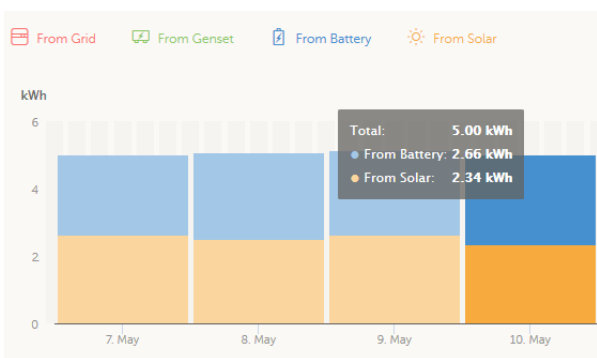 From Grid From Genset From Battery From Solar
kWh
6
Total: 5.00 kWh
From Battery: 2.66 kWh
From Solar: 2.34 kWh
4
2
0
7. May 8. May 9. May 10. May